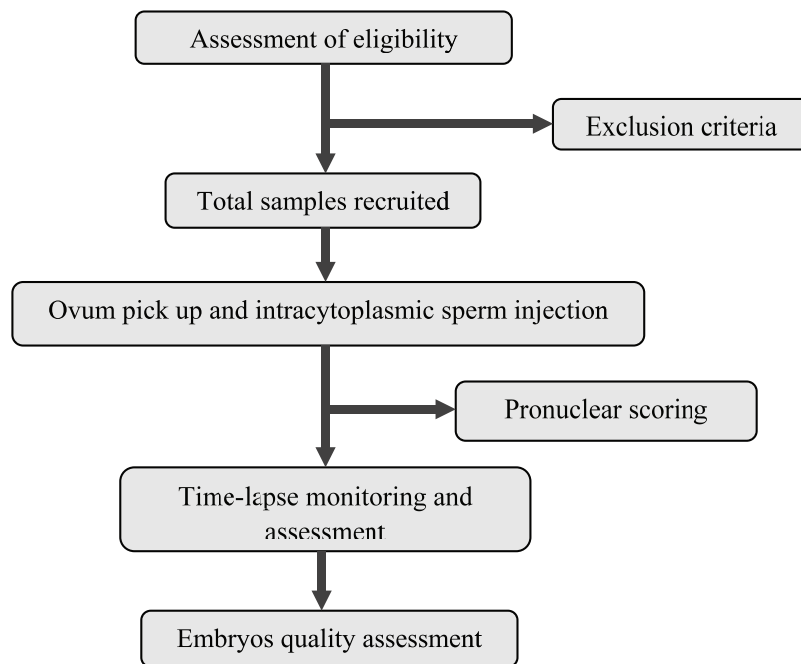 Assessment of eligibility
Exclusion criteria
Total samples recruited
Ovum pick up and intracytoplasmic sperm injection
Pronuclear scoring
Time-lapse monitoring and
assessment
Embryos quality assessment